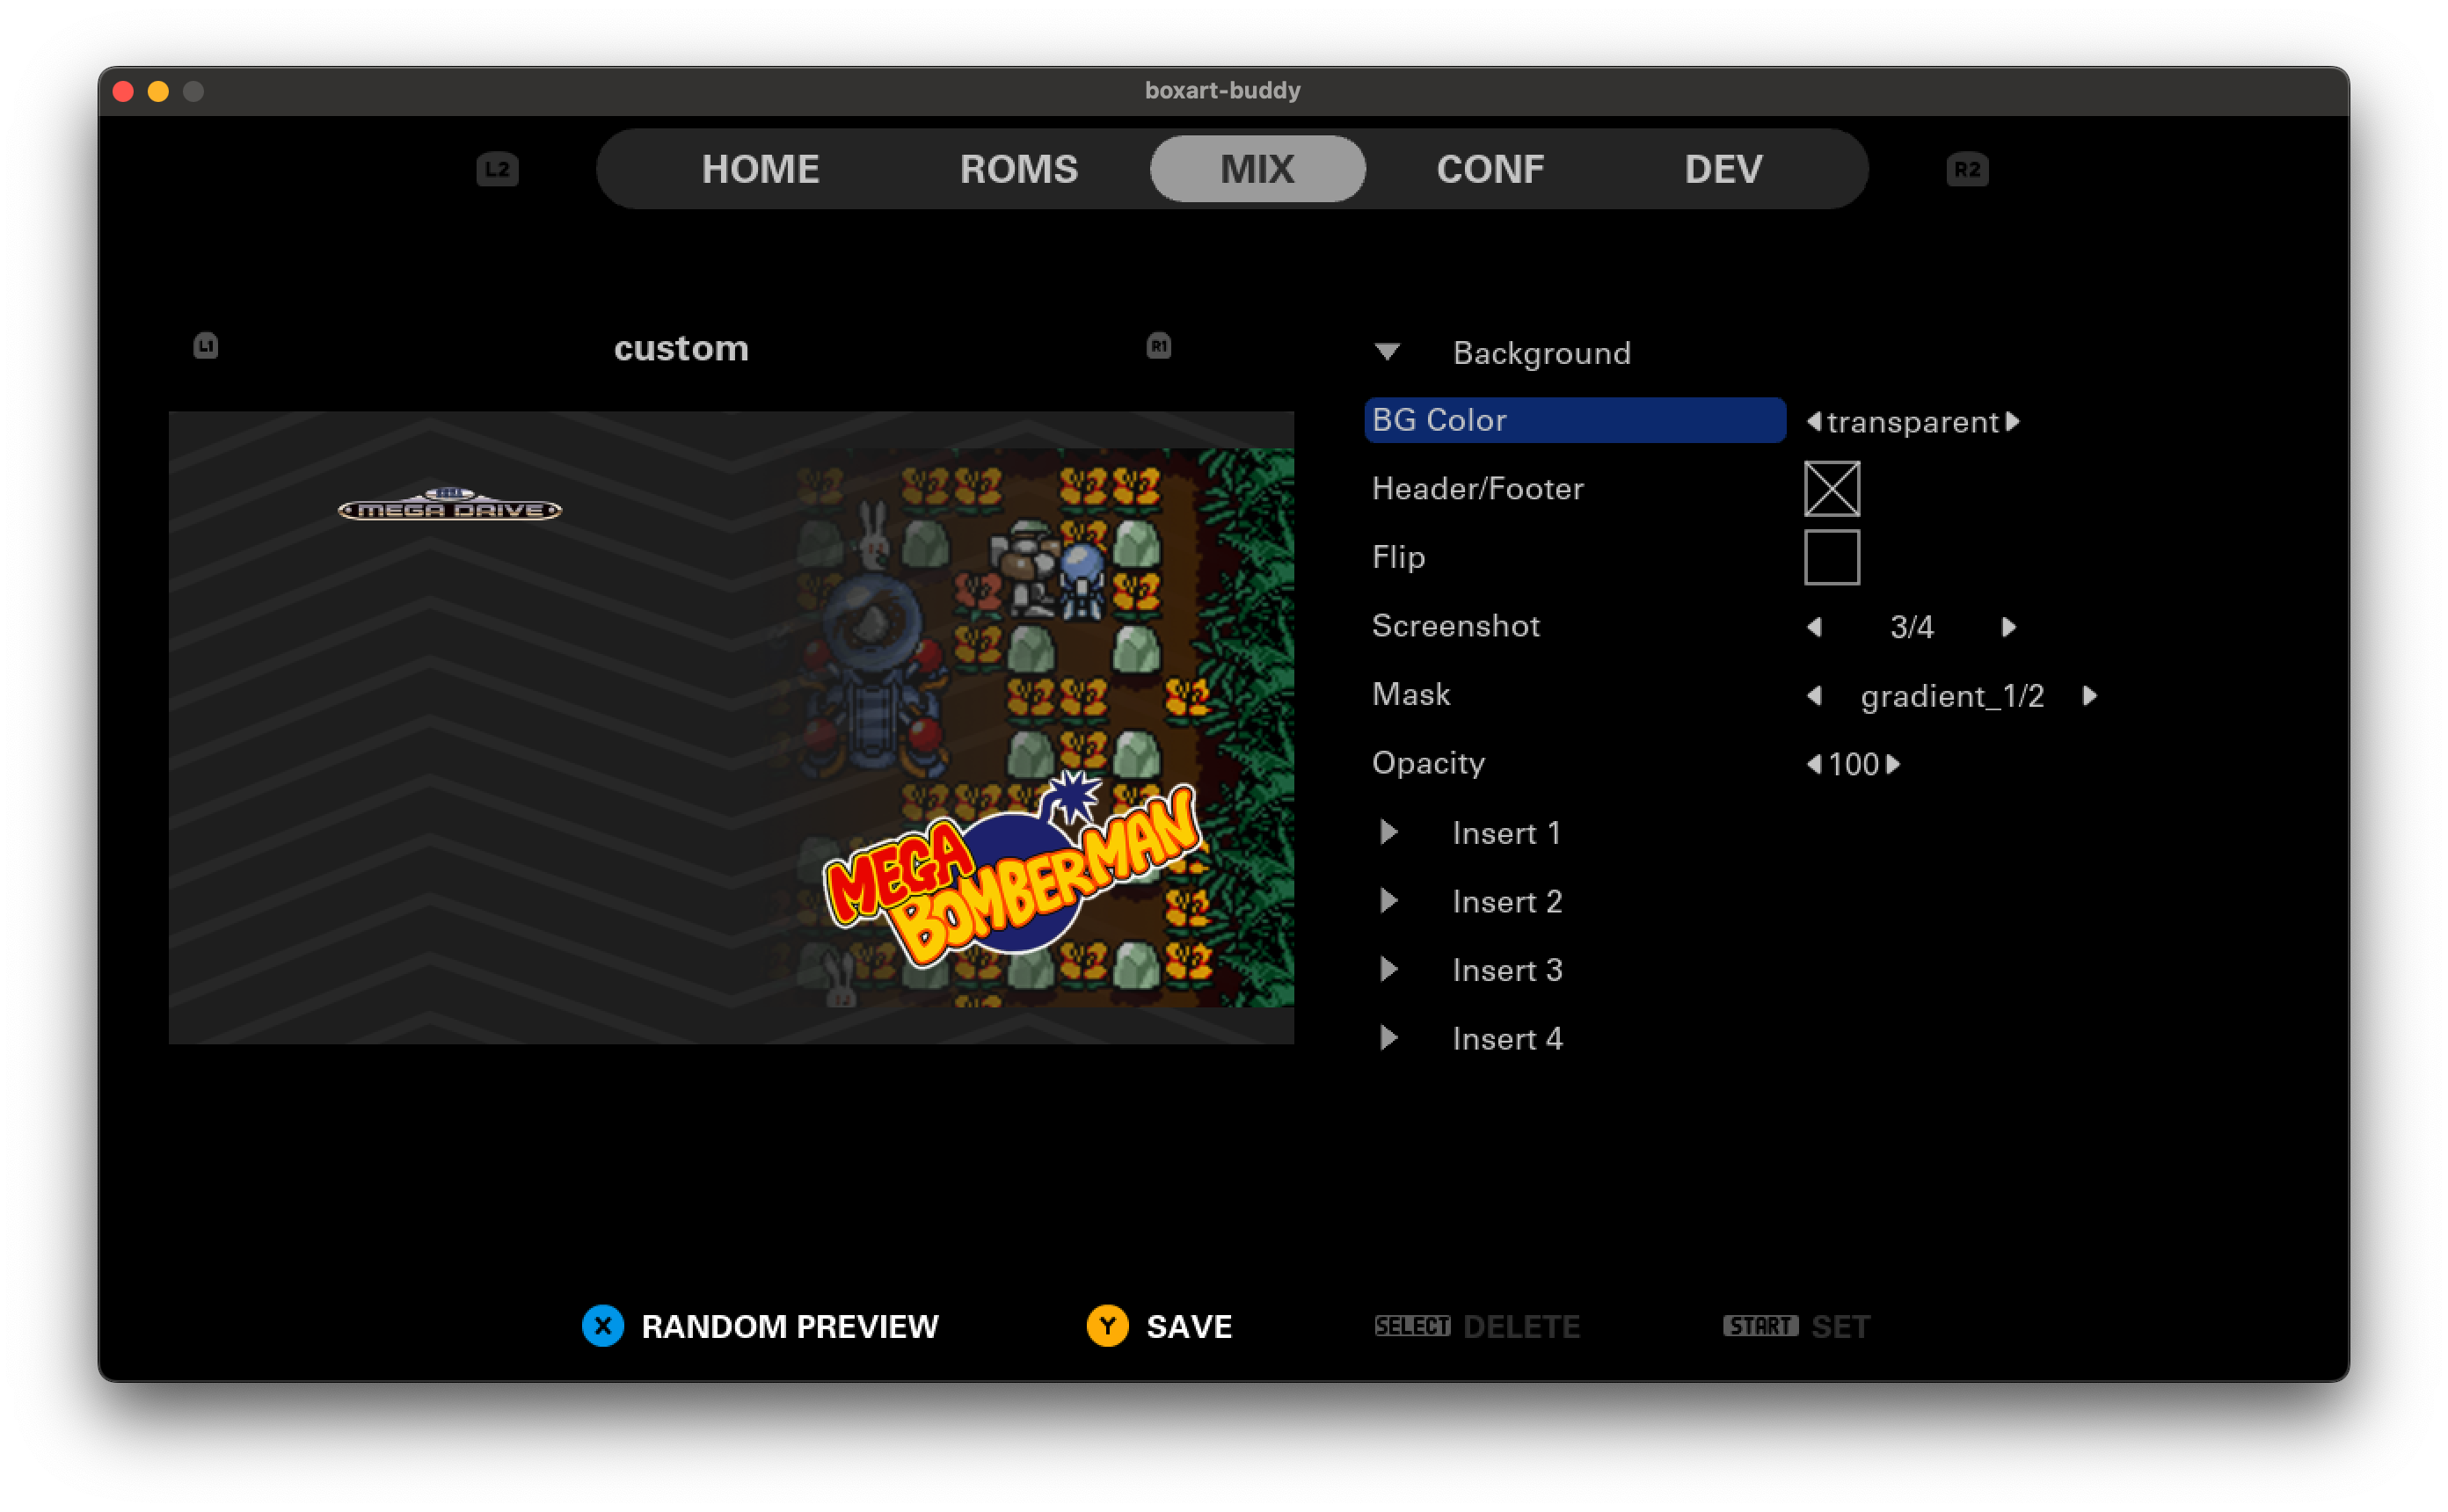 boxart-buddy
L2 HOME ROMS MIX CONF DEV R2
L1 custom R1
SEGA
MEGA DRIVE
MEGA
BOMBERMAN
Background
BG Color transparent
Header/Footer
Flip
Screenshot 3/4
Mask gradient_1/2
Opacity 100
Insert 1
Insert 2
Insert 3
Insert 4
X RANDOM PREVIEW Y SAVE SELECT DELETE START SET